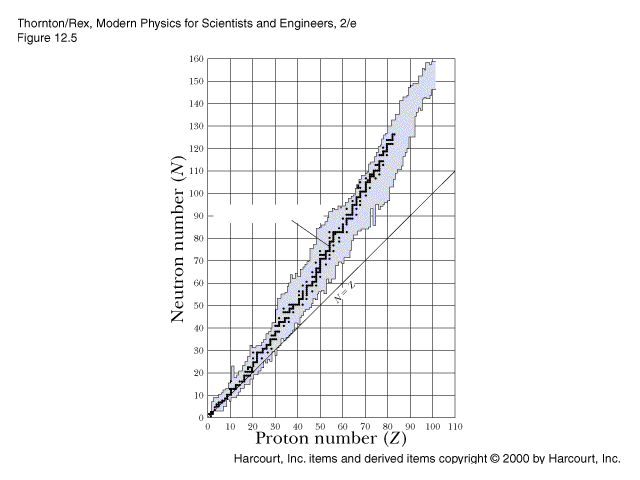 Thornton/Rex, Modern Physics for Scientists and Engineers, 2/e
Figure 12.5
160
150
140
130
120
110
100
90
80
70
60
50
40
30
20
10
0
Neutron number (N)
N = Z
0 10 20 30 40 50 60 70 80 90 100 110
Proton number (Z)
Harcourt, Inc. items and derived items copyright © 2000 by Harcourt, Inc.